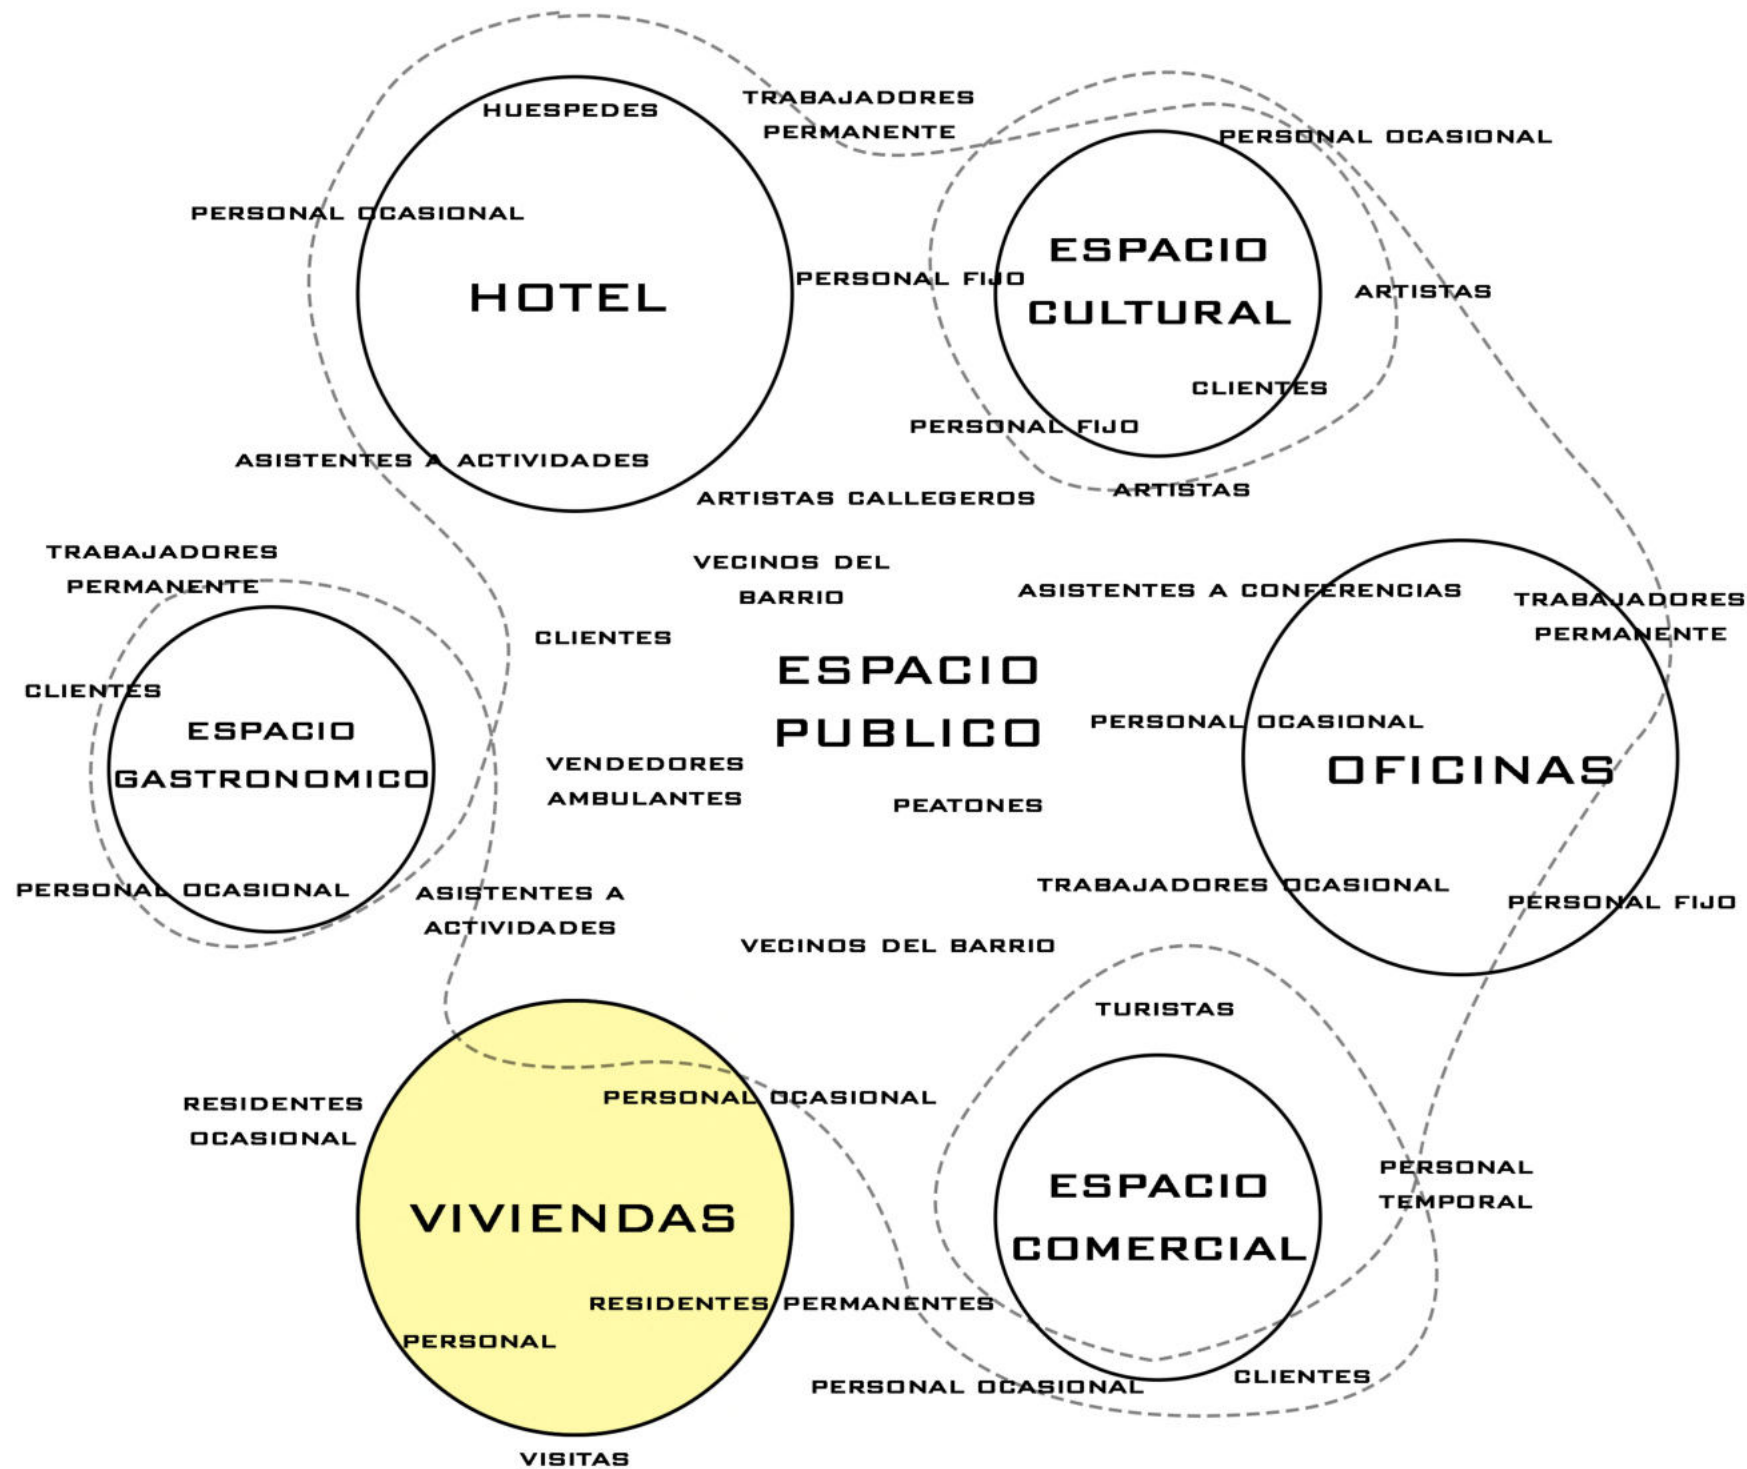 HUESPEDES
TRABAJADORES
PERMANENTE
PERSONAL OCASIONAL
PERSONAL OCASIONAL
HOTEL
PERSONAL FIJO
ESPACIO
CULTURAL
ARTISTAS
CLIENTES
PERSONAL FIJO
ASISTENTES A ACTIVIDADES
ARTISTAS CALLEGEROS
ARTISTAS
TRABAJADORES
PERMANENTE
VECINOS DEL
BARRIO
ASISTENTES A CONFERENCIAS
TRABAJADORES
PERMANENTE
CLIENTES
CLIENTES
ESPACIO
PUBLICO
PERSONAL OCASIONAL
OFICINAS
ESPACIO
GASTRONOMICO
VENDEDORES
AMBULANTES
PEATONES
PERSONAL OCASIONAL
ASISTENTES A
ACTIVIDADES
TRABAJADORES OCASIONAL
PERSONAL FIJO
VECINOS DEL BARRIO
TURISTAS
RESIDENTES
OCASIONAL
PERSONAL OCASIONAL
VIVIENDAS
ESPACIO
COMERCIAL
PERSONAL
TEMPORAL
RESIDENTES PERMANENTES
PERSONAL
PERSONAL OCASIONAL
CLIENTES
VISITAS